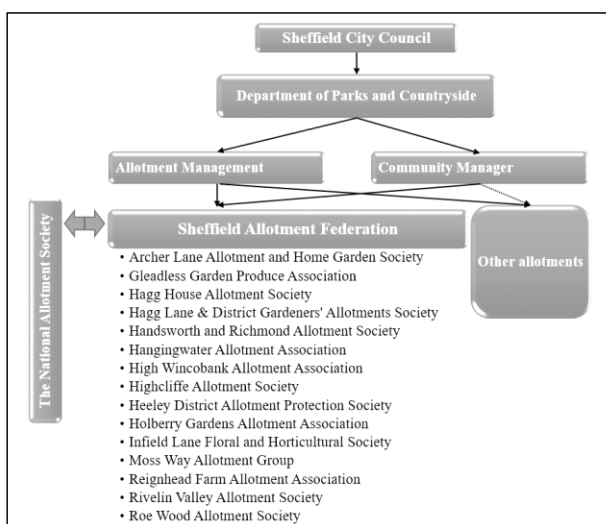 Sheffield City Council
Department of Parks and Countryside
Allotment Management
Community Manager
The National Allotment Society
Sheffield Allotment Federation
Other allotments
• Archer Lane Allotment and Home Garden Society
• Gleadless Garden Produce Association
• Hagg House Allotment Society
• Hagg Lane & District Gardeners' Allotments Society
• Handsworth and Richmond Allotment Society
• Hangingwater Allotment Association
• High Wincobank Allotment Association
• Highcliffe Allotment Society
• Heeley District Allotment Protection Society
• Holberry Gardens Allotment Association
• Infield Lane Floral and Horticultural Society
• Moss Way Allotment Group
• Reignhead Farm Allotment Association
• Rivelin Valley Allotment Society
• Roe Wood Allotment Society